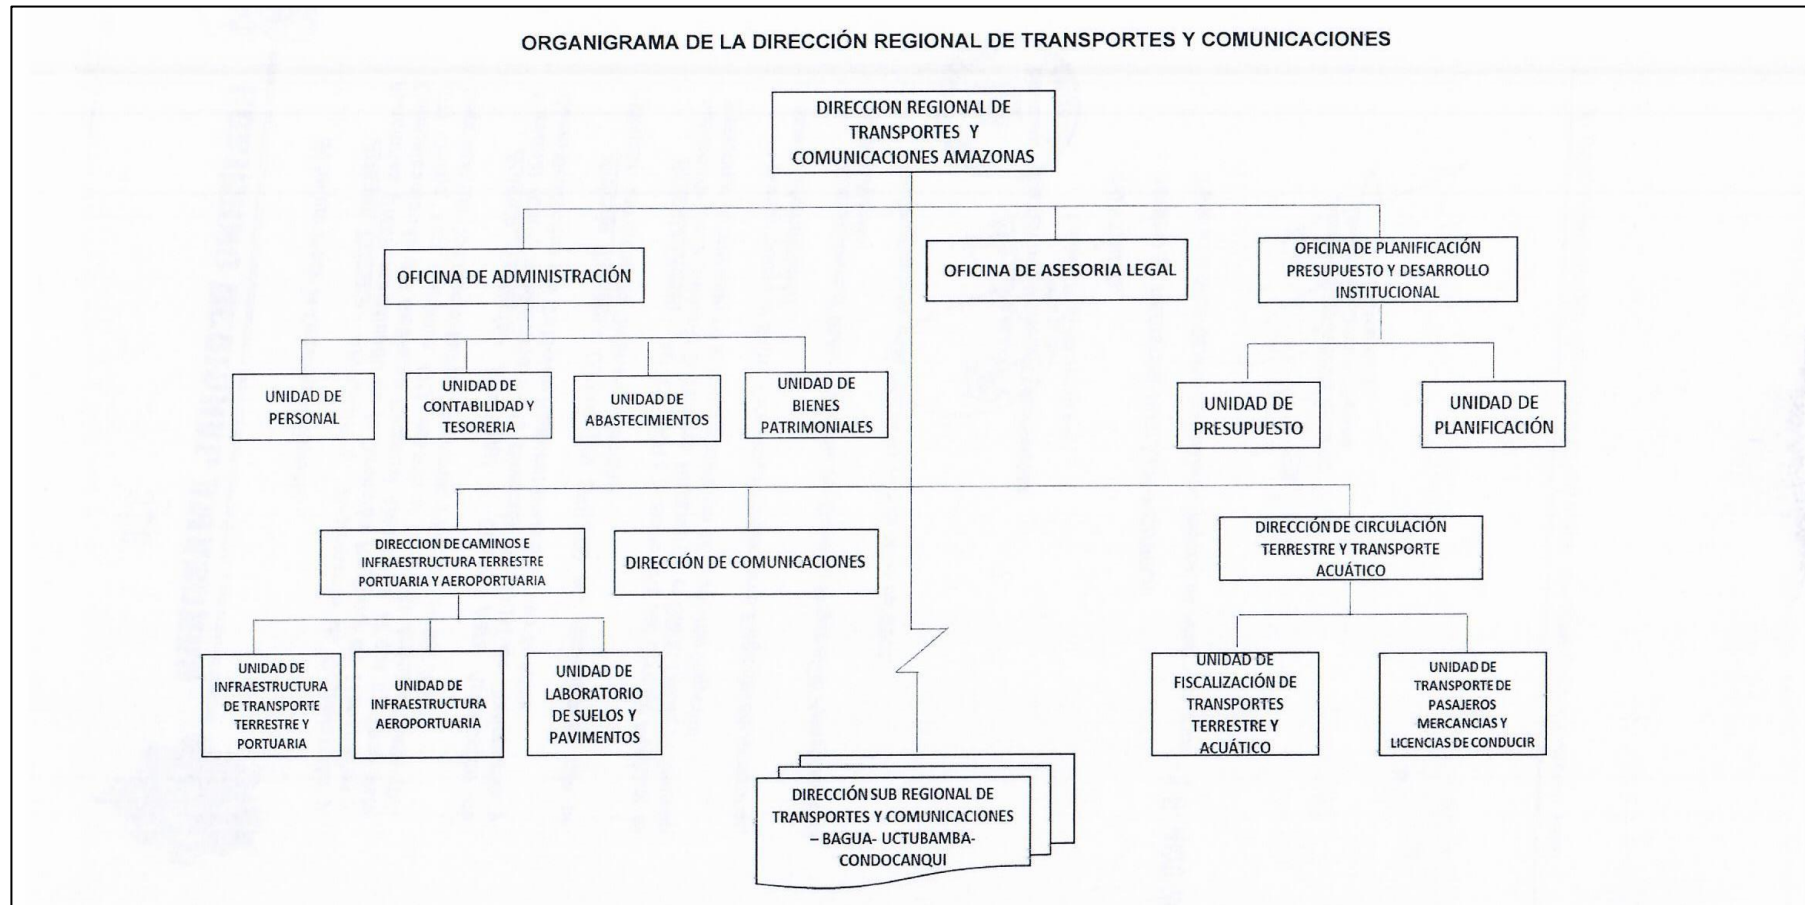 ORGANIGRAMA DE LA DIRECCIÓN REGIONAL DE TRANSPORTES Y COMUNICACIONES
DIRECCION REGIONAL DE
TRANSPORTES Y
COMUNICACIONES AMAZONAS
OFICINA DE ADMINISTRACIÓN
OFICINA DE ASESORIA LEGAL
OFICINA DE PLANIFICACIÓN
PRESUPUESTO Y DESARROLLO
INSTITUCIONAL
UNIDAD DE
PERSONAL
UNIDAD DE
CONTABILIDAD Y
TESORERIA
UNIDAD DE
ABASTECIMIENTOS
UNIDAD DE
BIENES
PATRIMONIALES
UNIDAD DE
PRESUPUESTO
UNIDAD DE
PLANIFICACIÓN
DIRECCION DE CAMINOS E
INFRAESTRUCTURA TERRESTRE
PORTUARIA Y AEROPORTUARIA
DIRECCIÓN DE COMUNICACIONES
DIRECCIÓN DE CIRCULACIÓN
TERRESTRE Y TRANSPORTE
ACUÁTICO
UNIDAD DE
INFRAESTRUCTURA
DE TRANSPORTE
TERRESTRE Y
PORTUARIA
UNIDAD DE
INFRAESTRUCTURA
AEROPORTUARIA
UNIDAD DE
LABORATORIO
DE SUELOS Y
PAVIMENTOS
UNIDAD DE
FISCALIZACIÓN DE
TRANSPORTES
TERRESTRE Y
ACUÁTICO
UNIDAD DE
TRANSPORTE DE
PASAJEROS
MERCANCIAS Y
LICENCIAS DE CONDUCIR
DIRECCIÓN SUB REGIONAL DE
TRANSPORTES Y COMUNICACIONES
– BAGUA- UCTUBAMBA-
CONDOCANQUI